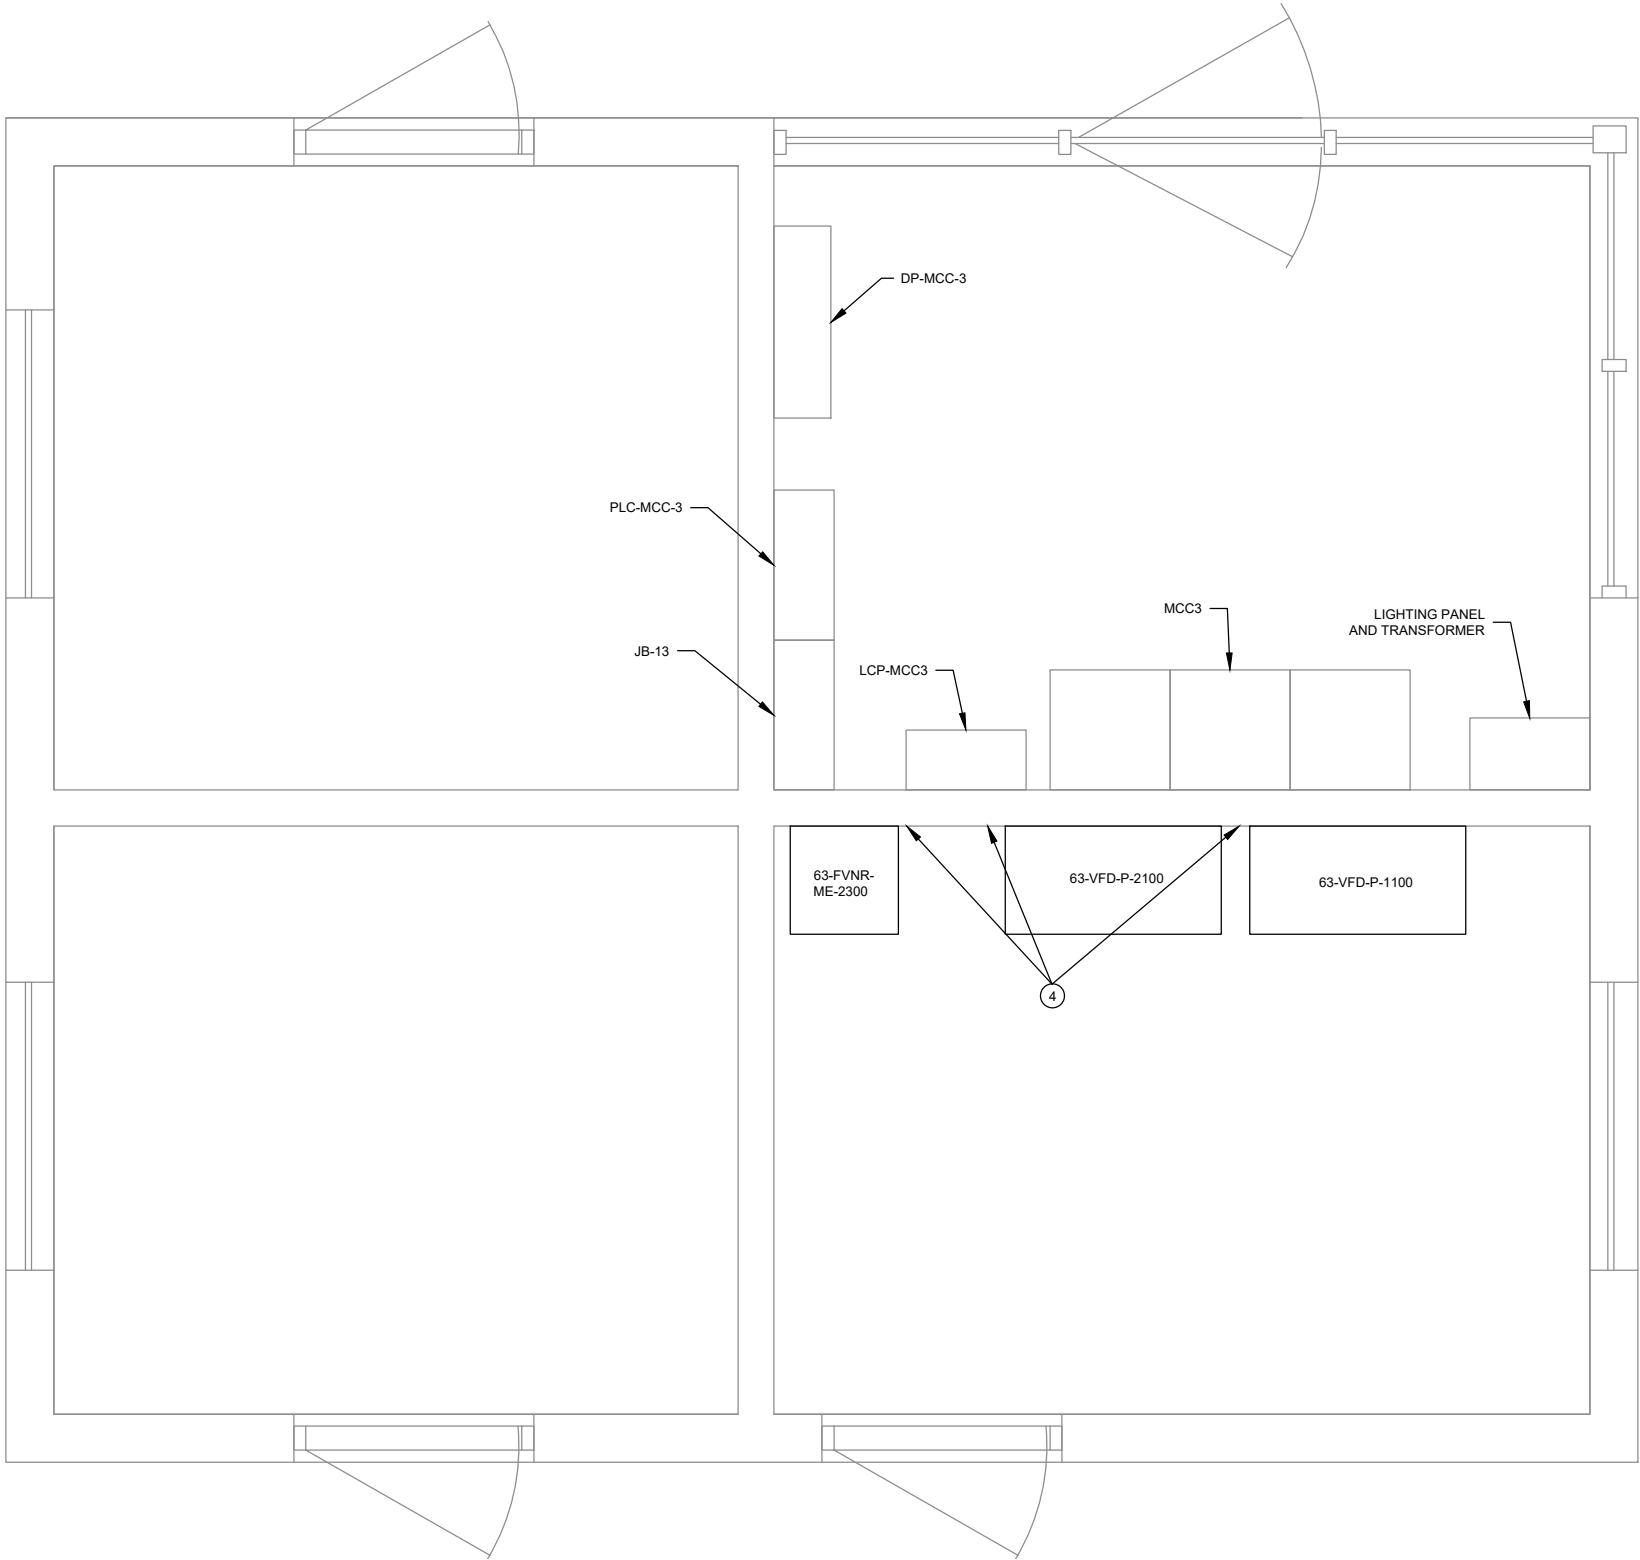 DP-MCC-3
PLC-MCC-3
MCC3
LIGHTING PANEL
AND TRANSFORMER
JB-13
LCP-MCC3
63-FVNR-
ME-2300
63-VFD-P-2100
63-VFD-P-1100
4